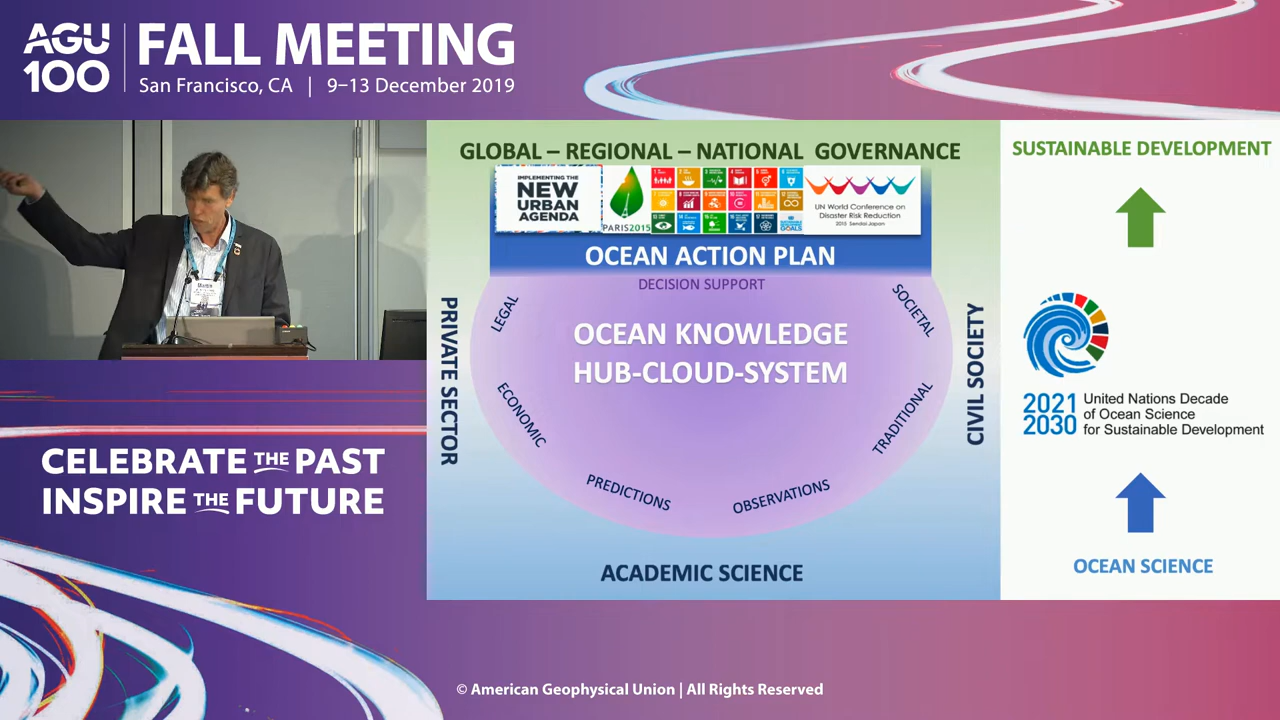 AGU
100
FALL MEETING
San Francisco, CA | 9–13 December 2019
GLOBAL – REGIONAL – NATIONAL GOVERNANCE
IMPLEMENTING THE
NEW
URBAN
AGENDA
PARIS2015
UN World Conference on
Disaster Risk Reduction
2015 Sendai Japan
OCEAN ACTION PLAN
DECISION SUPPORT
OCEAN KNOWLEDGE
HUB-CLOUD-SYSTEM
LEGAL
SOCIETAL
ECONOMIC
TRADITIONAL
PREDICTIONS
OBSERVATIONS
PRIVATE SECTOR
CIVIL SOCIETY
ACADEMIC SCIENCE
SUSTAINABLE DEVELOPMENT
2021
2030
United Nations Decade
of Ocean Science
for Sustainable Development
OCEAN SCIENCE
CELEBRATE THE PAST
INSPIRE THE FUTURE
© American Geophysical Union | All Rights Reserved